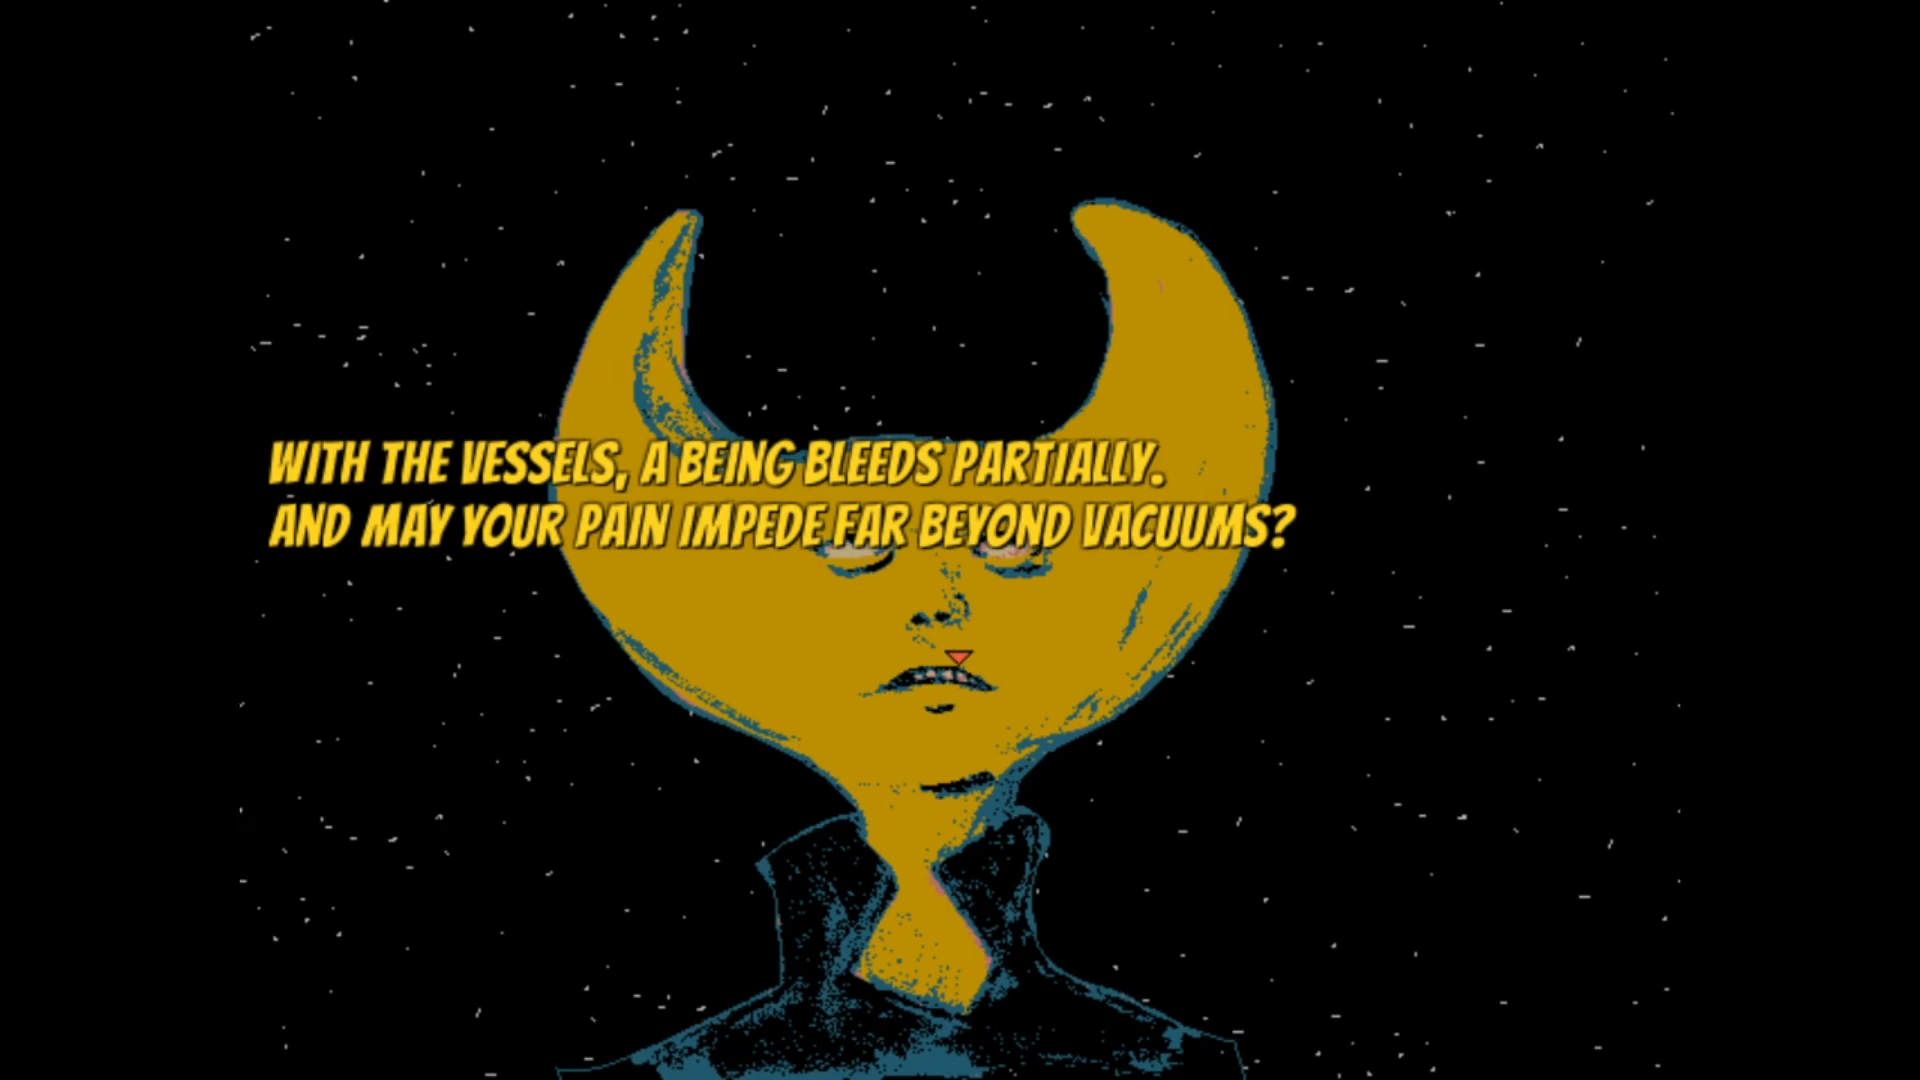 WITH THE VESSELS, A BEING BLEEDS PARTIALLY.
AND MAY YOUR PAIN IMPEDE FAR BEYOND VACUUMS?